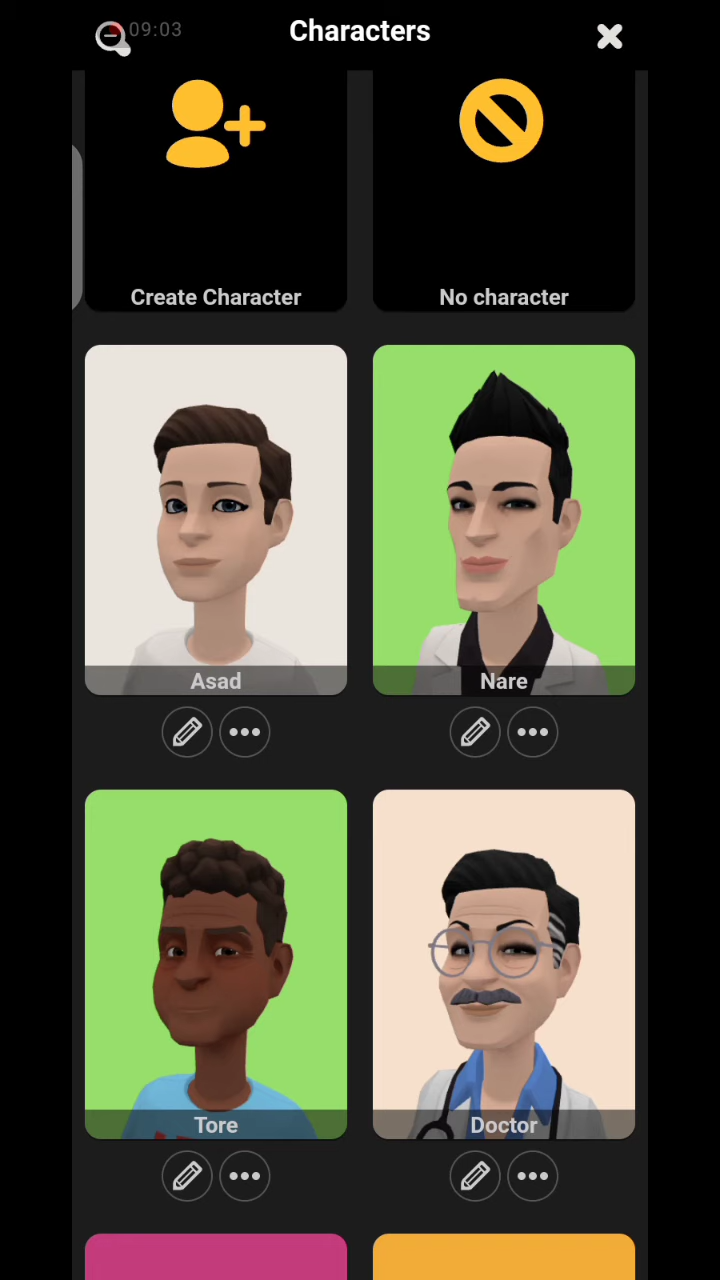 09:03
Characters
Create Character
No character
Asad
Nare
Tore
Doctor